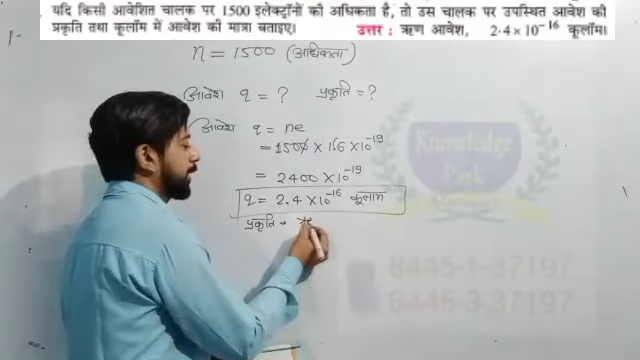 यदि किसी आवेशित चालक पर 1500 इलेक्ट्रॉनों की अधिकता है, तो उस चालक पर उपस्थित आवेश की
प्रकृति तथा कूलॉम में आवेश की मात्रा बताइए। उत्तर : ऋण आवेश, 2·4 × 10⁻¹⁶ कूलॉम।
n = 1500 (अधिकता)
आवेश q = ? प्रकृति = ?
आवेश q = ne
= 1500 × 1.6 × 10⁻¹⁹
= 2400 × 10⁻¹⁹
q = 2.4 × 10⁻¹⁶ कूलाम
प्रकृति -
Knowledge
Park
8445-1-37197
8445-3-37197